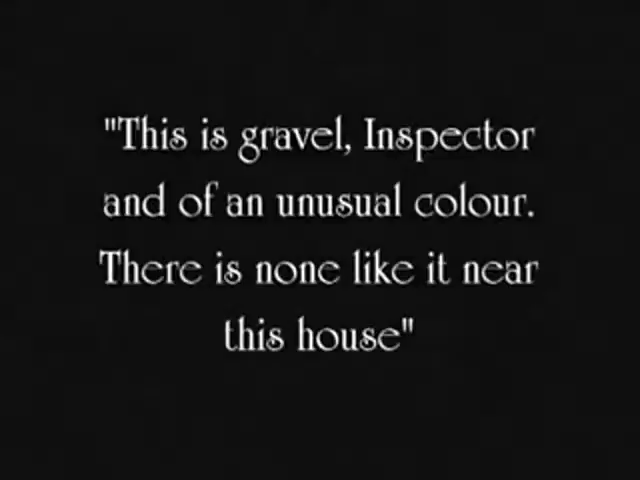 "This is gravel, Inspector
and of an unusual colour.
There is none like it near
this house"